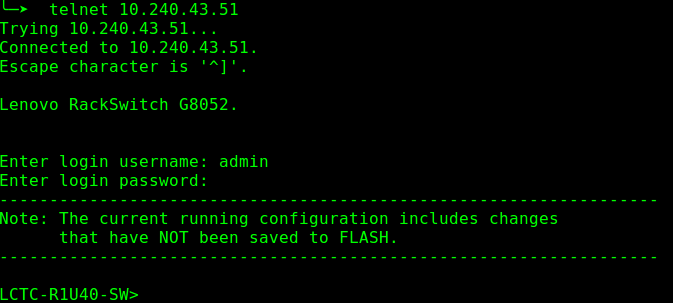 ╰─➤  telnet 10.240.43.51
Trying 10.240.43.51...
Connected to 10.240.43.51.
Escape character is '^]'.
Lenovo RackSwitch G8052.
Enter login username: admin
Enter login password:
------------------------------------------------------------------
Note: The current running configuration includes changes
      that have NOT been saved to FLASH.
------------------------------------------------------------------
LCTC-R1U40-SW>